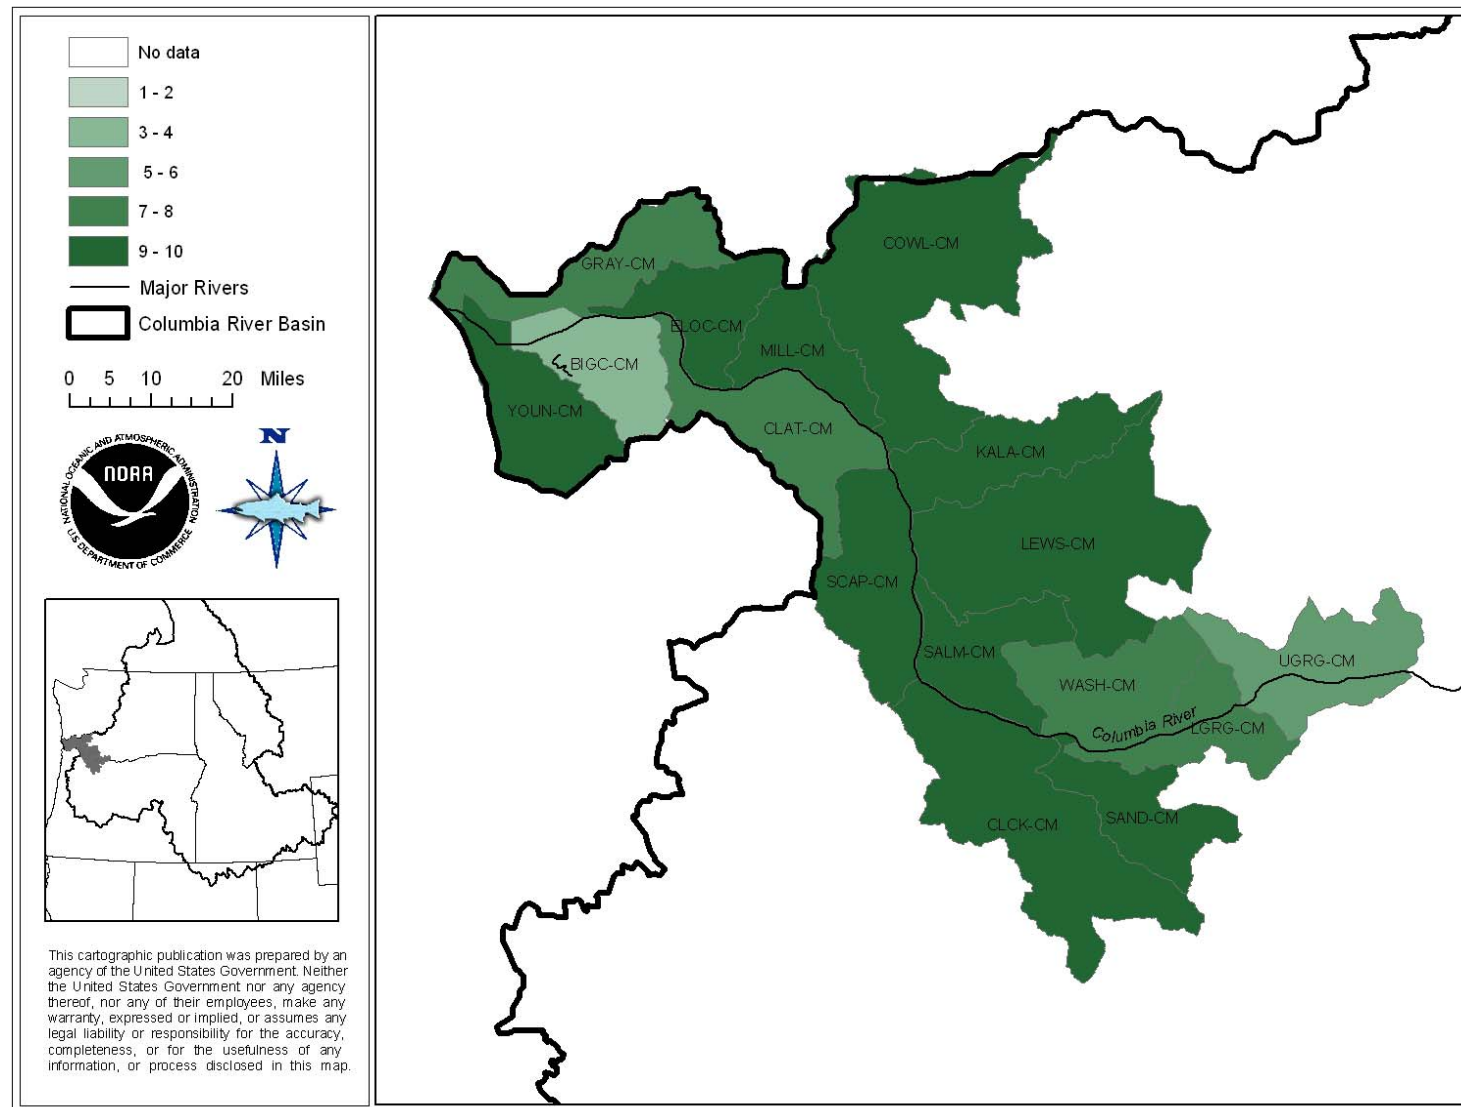 No data
1 - 2
3 - 4
5 - 6
7 - 8
9 - 10
Major Rivers
Columbia River Basin
0 5 10 20 Miles
NATIONAL OCEANIC AND ATMOSPHERIC ADMINISTRATION
NOAA
U.S. DEPARTMENT OF COMMERCE
N
This cartographic publication was prepared by an
agency of the United States Government. Neither
the United States Government nor any agency
thereof, nor any of their employees, make any
warranty, expressed or implied, or assumes any
legal liability or responsibility for the accuracy,
completeness, or for the usefulness of any
information, or process disclosed in this map.
COWL-CM
GRAY-CM
ELOC-CM
MILL-CM
BIGC-CM
YOUN-CM
CLAT-CM
KALA-CM
LEWS-CM
SCAP-CM
SALM-CM
UGRG-CM
WASH-CM
Columbia River
LGRG-CM
SAND-CM
CLCK-CM